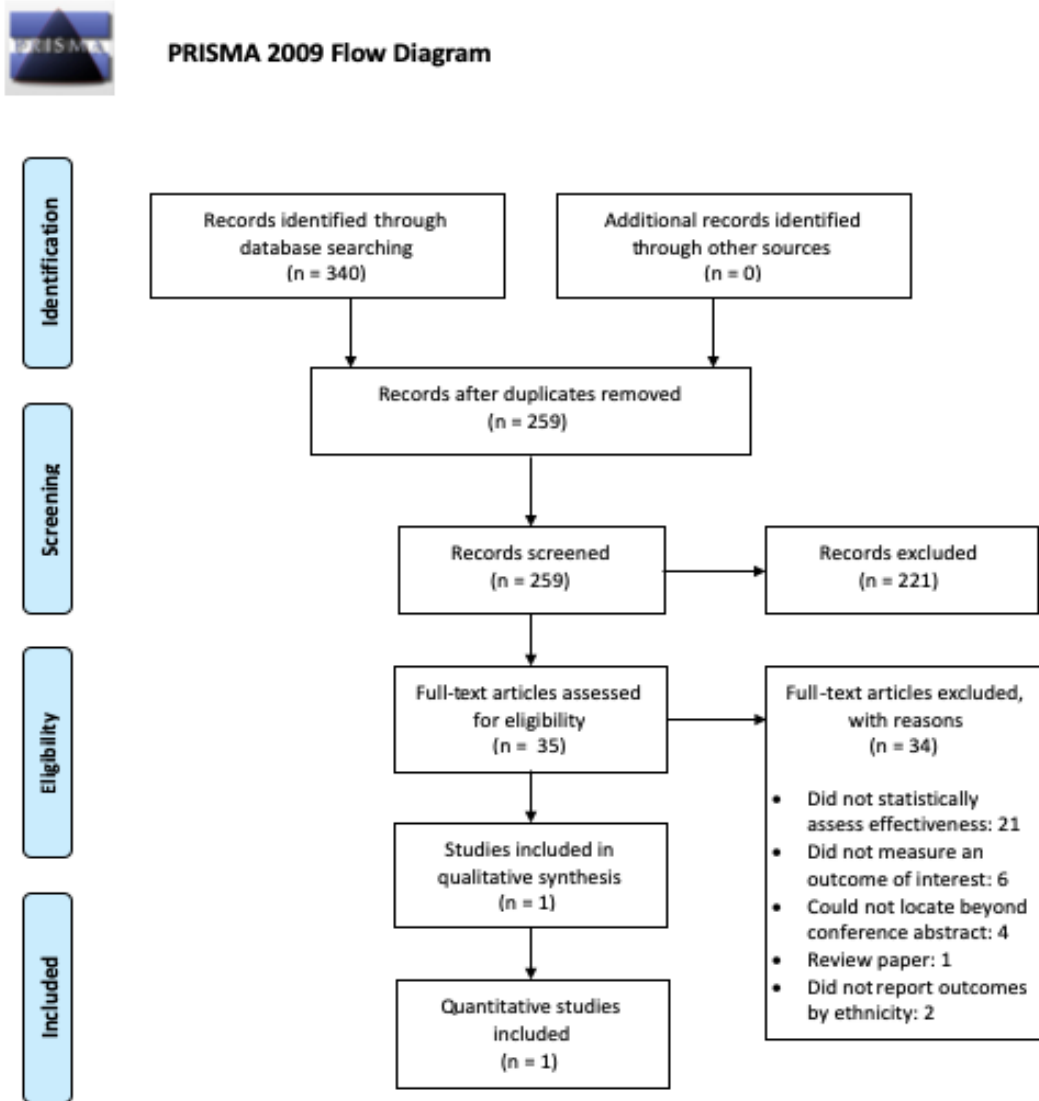 PRISMA
PRISMA 2009 Flow Diagram
Identification
Records identified through
database searching
(n = 340)
Additional records identified
through other sources
(n = 0)
Records after duplicates removed
(n = 259)
Screening
Records screened
(n = 259)
Records excluded
(n = 221)
Eligibility
Full-text articles assessed
for eligibility
(n = 35)
Full-text articles excluded,
with reasons
(n = 34)
• Did not statistically
assess effectiveness: 21
• Did not measure an
outcome of interest: 6
• Could not locate beyond
conference abstract: 4
• Review paper: 1
• Did not report outcomes
by ethnicity: 2
Studies included in
qualitative synthesis
(n = 1)
Included
Quantitative studies
included
(n = 1)